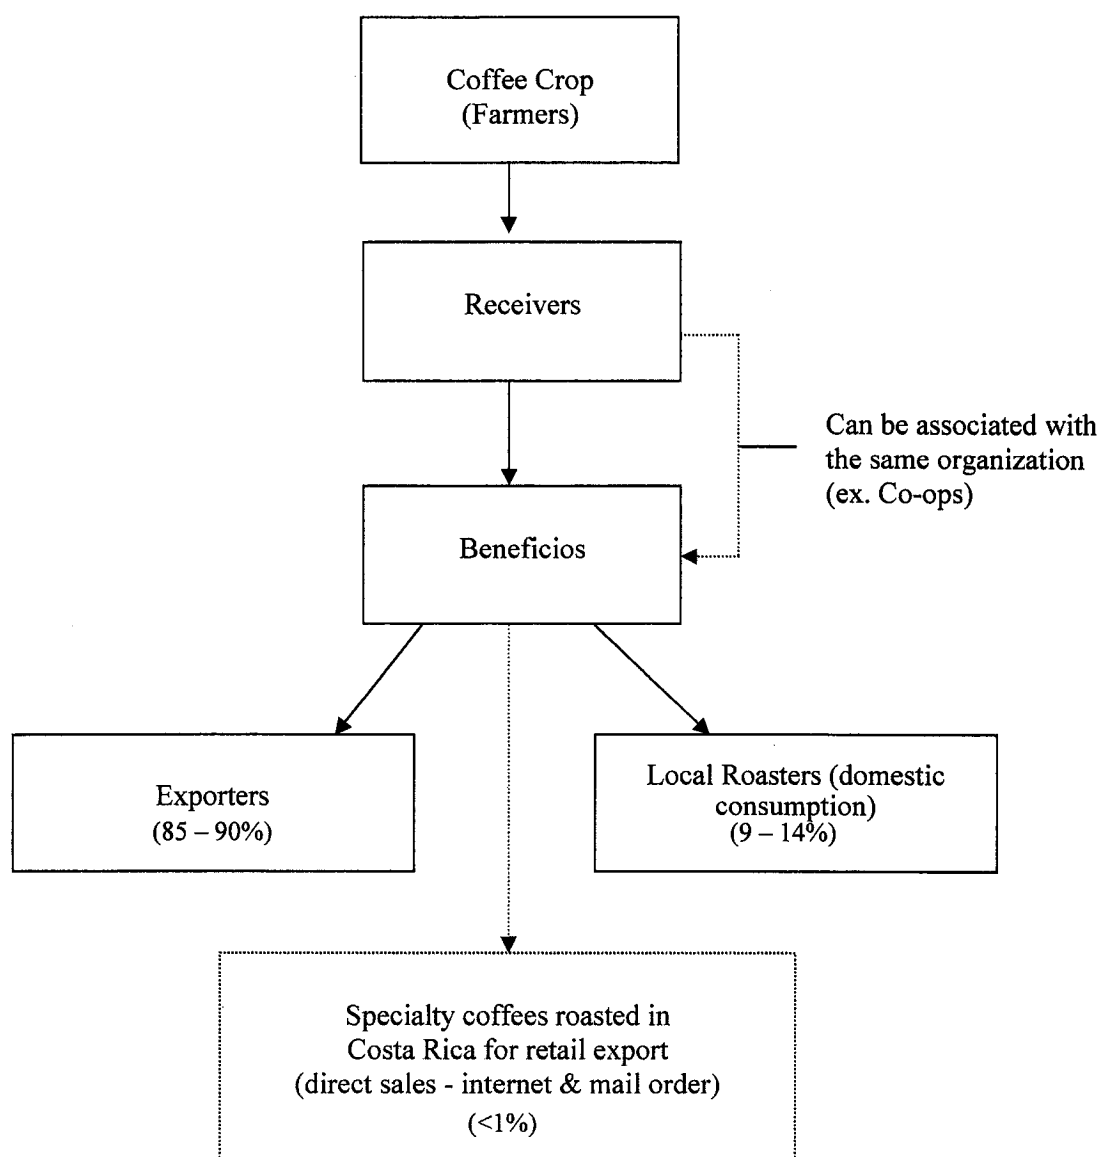 Coffee Crop
(Farmers)
Receivers
Can be associated with
the same organization
(ex. Co-ops)
Beneficios
Exporters
(85 – 90%)
Local Roasters (domestic
consumption)
(9 – 14%)
Specialty coffees roasted in
Costa Rica for retail export
(direct sales - internet & mail order)
(<1%)